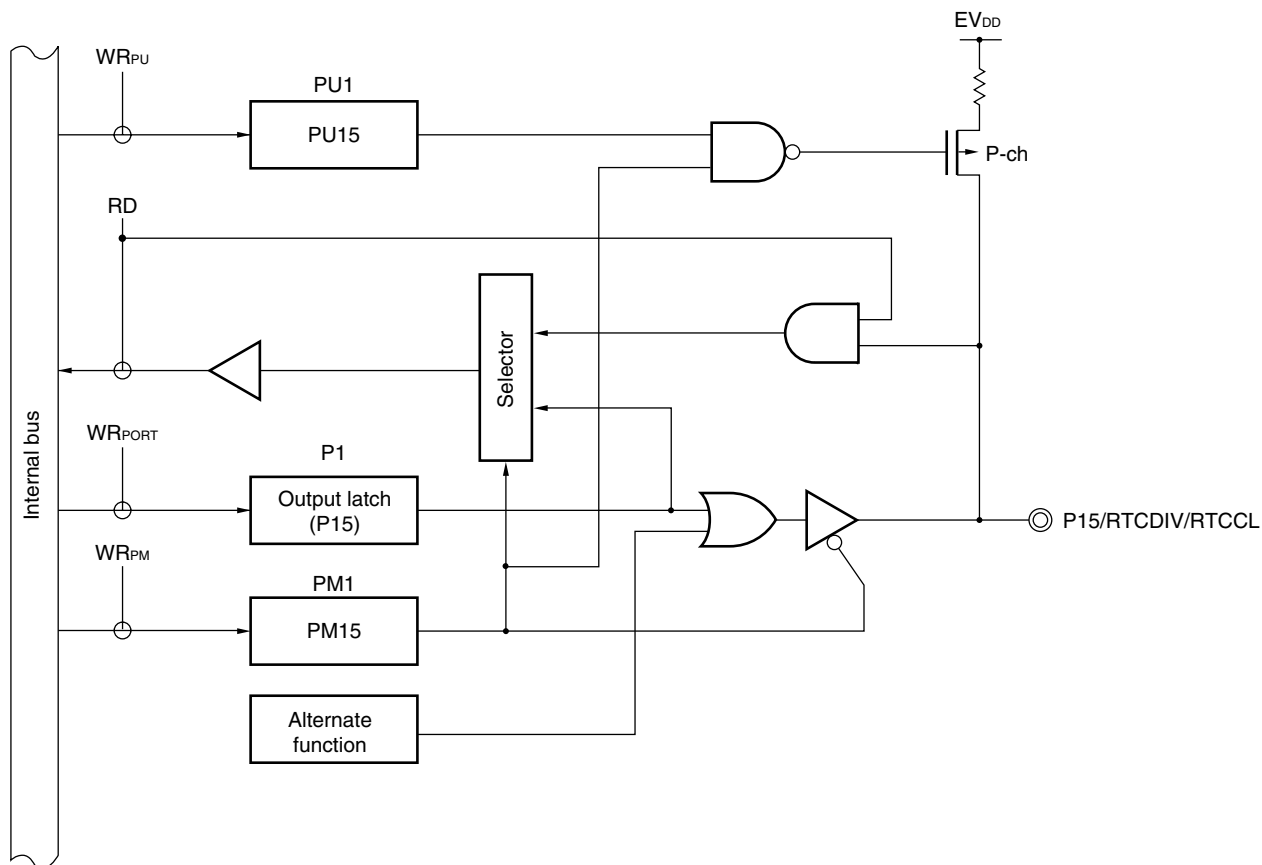 EVDD
WRPU
PU1
PU15
P-ch
RD
Selector
Internal bus
WRPORT
P1
Output latch
(P15)
P15/RTCDIV/RTCCL
WRPM
PM1
PM15
Alternate
function